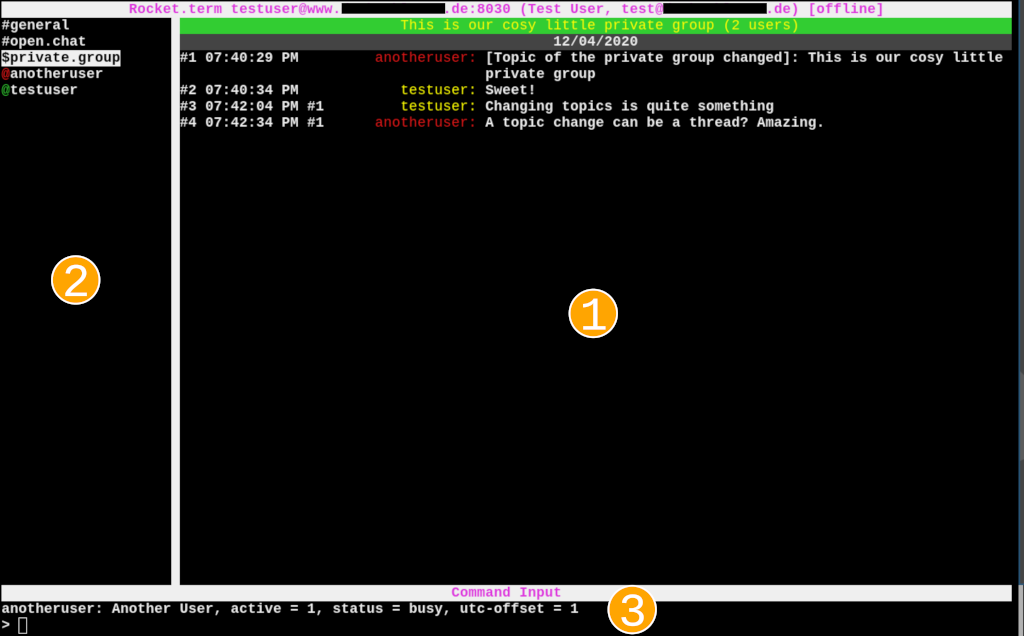 Rocket.term testuser@www. .de:8030 (Test User, test@ .de) [offline]
#general
#open.chat
$private.group
@anotheruser
@testuser
2
This is our cosy little private group (2 users)
12/04/2020
#1 07:40:29 PM anotheruser: [Topic of the private group changed]: This is our cosy little
private group
#2 07:40:34 PM testuser: Sweet!
#3 07:42:04 PM #1 testuser: Changing topics is quite something
#4 07:42:34 PM #1 anotheruser: A topic change can be a thread? Amazing.
1
Command Input
anotheruser: Another User, active = 1, status = busy, utc-offset = 1
3
>